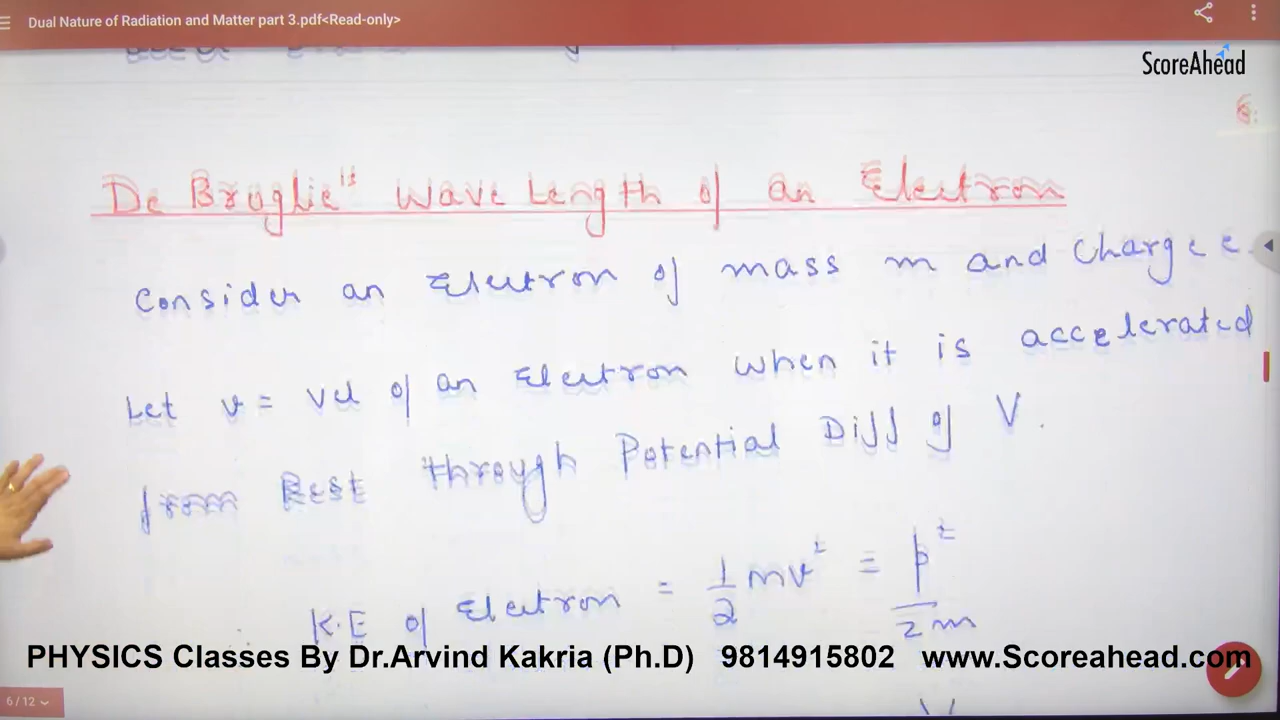 Dual Nature of Radiation and Matter part 3.pdf<Read-only>
ScoreAhead
6.
De Broglie's Wave Length of an Electron
Consider an Electron of mass m and Charge e.
Let v = vel of an Electron when it is accelerated
from Rest through Potential Diff of V.
K.E of Electron = 1/2 mv² = p²/2m
PHYSICS Classes By Dr.Arvind Kakria (Ph.D) 9814915802 www.Scoreahead.com
6 / 12